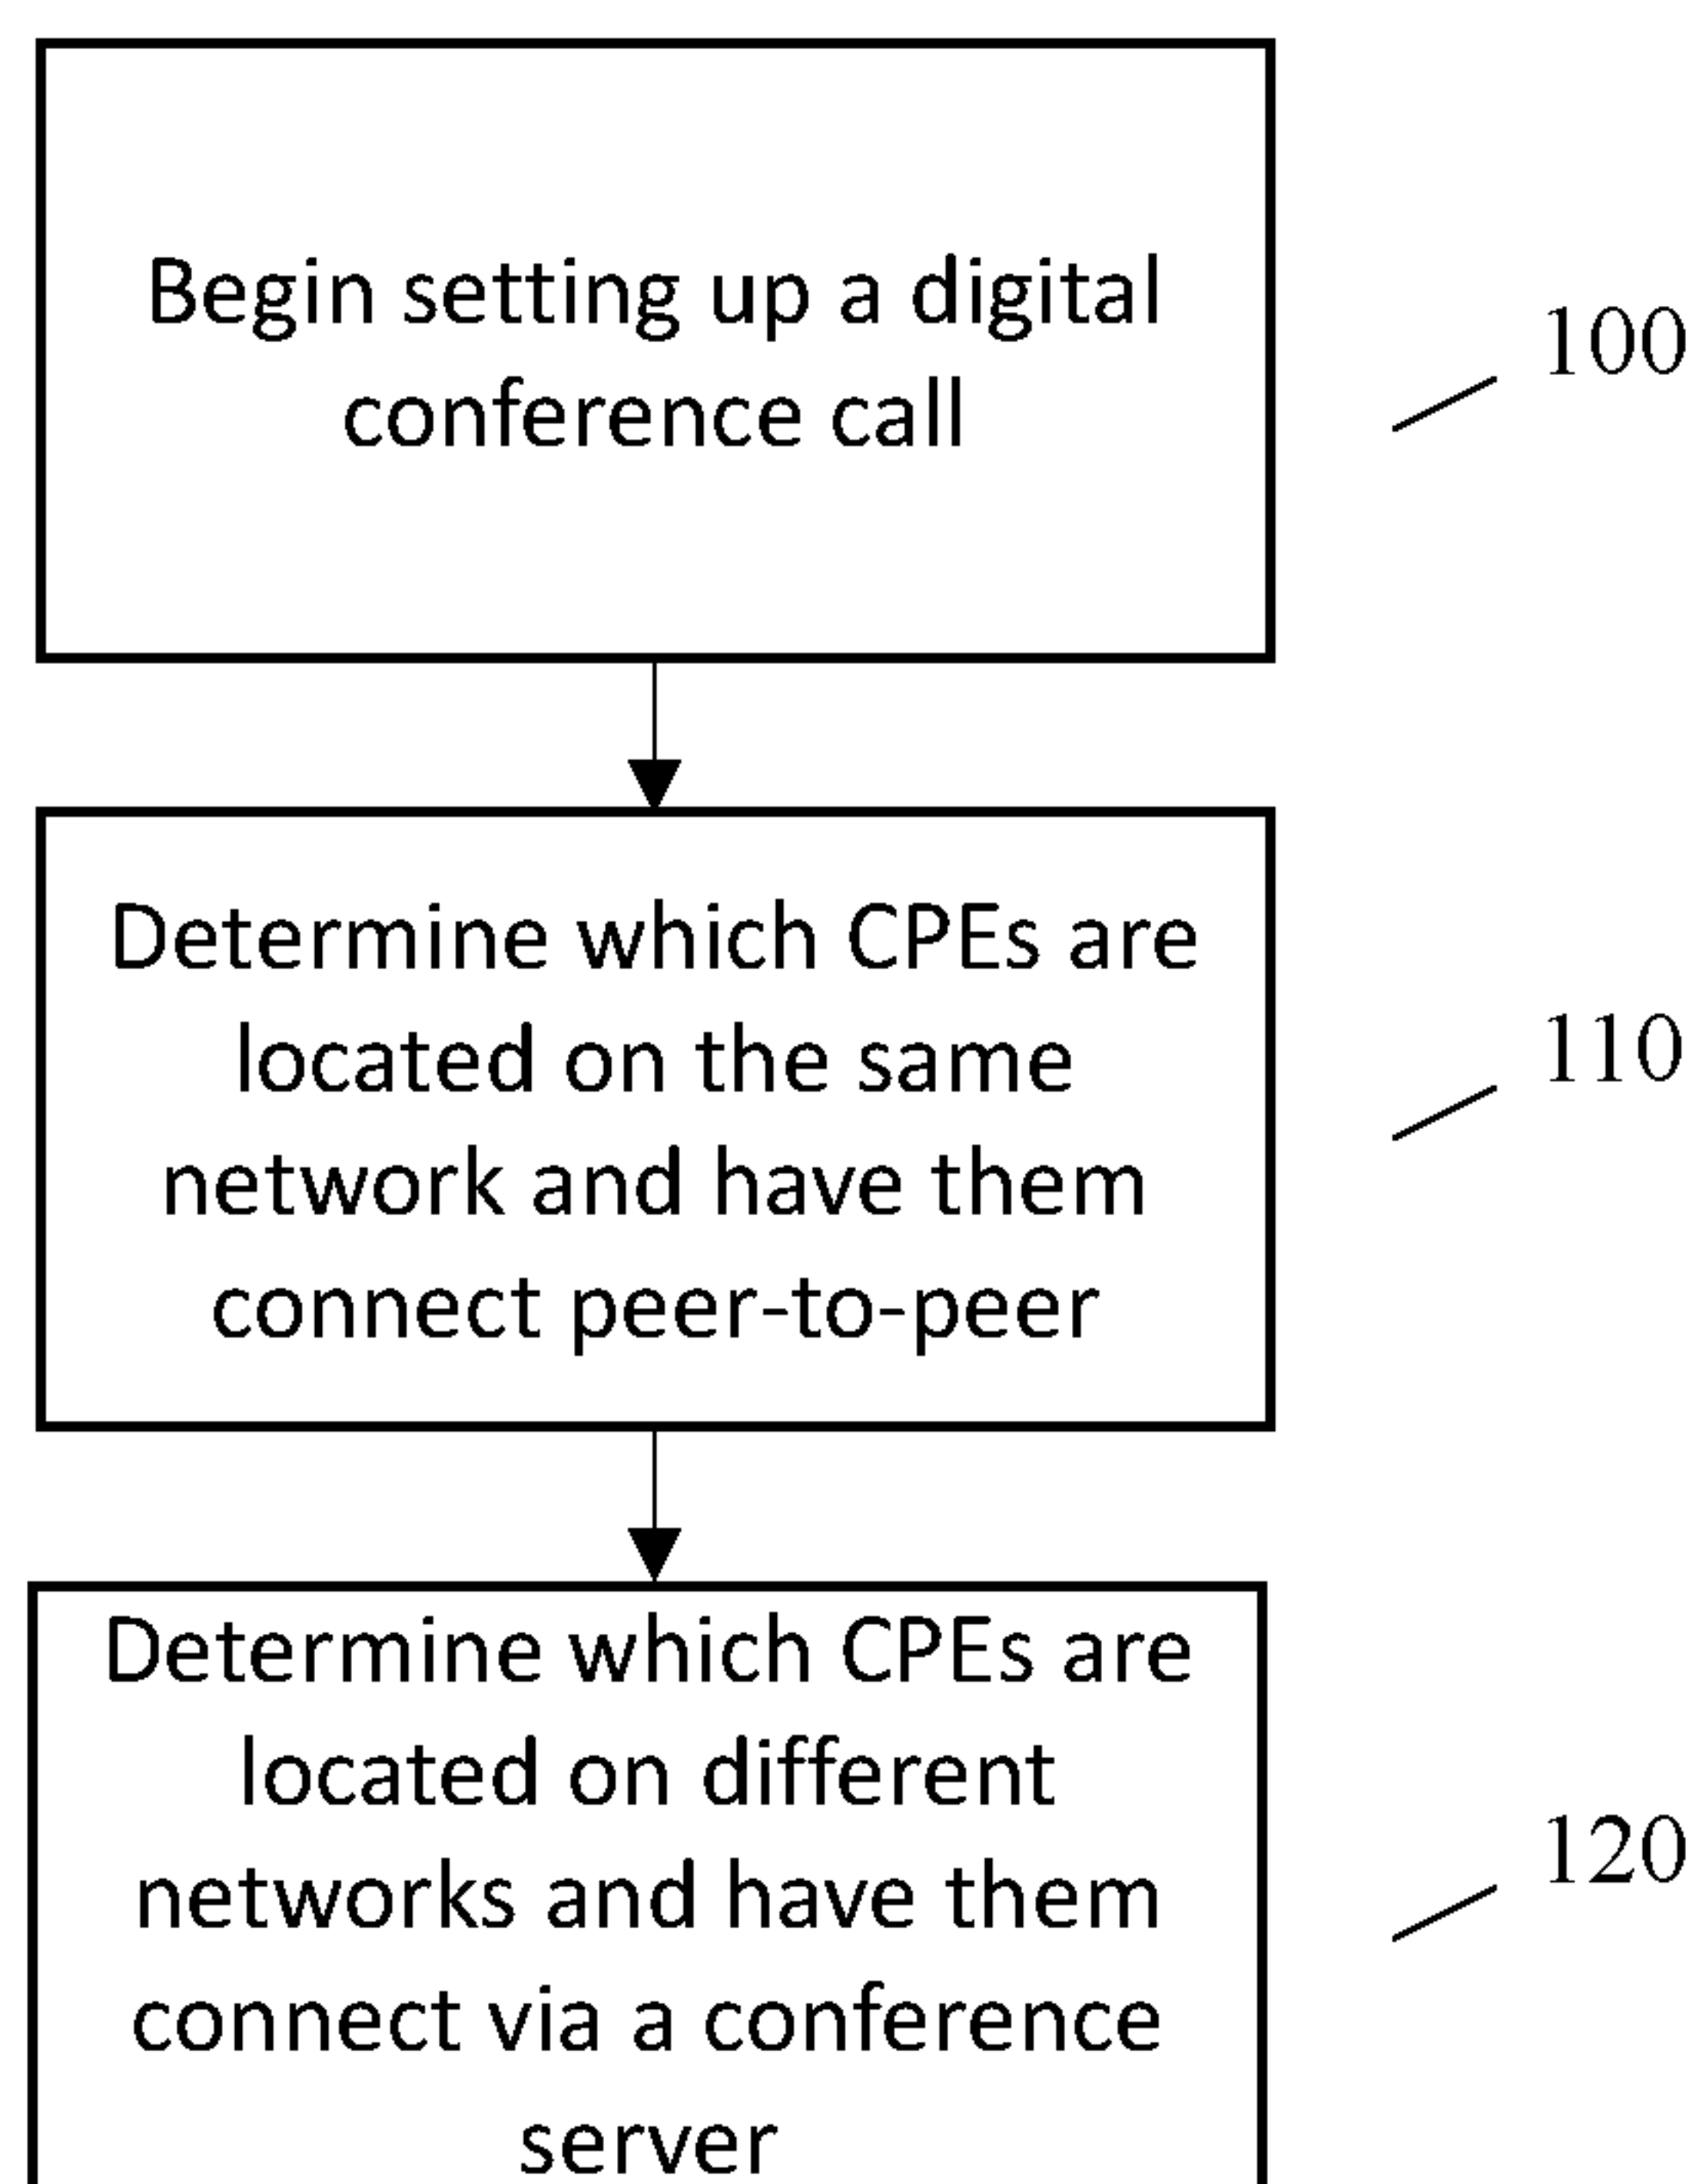 Begin setting up a digital
conference call
100
Determine which CPEs are
located on the same
network and have them
connect peer-to-peer
110
Determine which CPEs are
located on different
networks and have them
connect via a conference
server
120